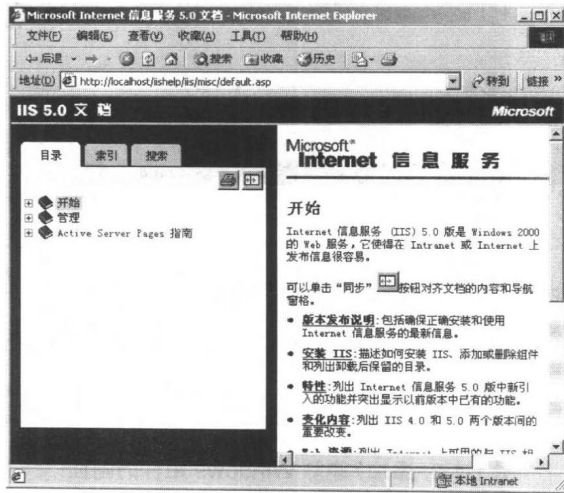 Microsoft Internet 信息服务 5.0 文档 - Microsoft Internet Explorer
文件(F) 编辑(E) 查看(V) 收藏(A) 工具(T) 帮助(H)
后退 搜索 收藏 历史
地址(D) http://localhost/iishelp/iis/misc/default.asp 转到 链接 »
IIS 5.0 文档 Microsoft
目录 索引 搜索
开始
管理
Active Server Pages 指南
Microsoft®
Internet 信息服务
开始
Internet 信息服务 (IIS) 5.0 版是 Windows 2000
的 Web 服务，它使得在 Intranet 或 Internet 上
发布信息很容易。
可以单击“同步” 按钮对齐文档的内容和导航
窗格。
• 版本发布说明:包括确保正确安装和使用
Internet 信息服务的最新信息。
• 安装 IIS:描述如何安装 IIS、添加或删除组件
和列出卸载后保留的目录。
• 特性:列出 Internet 信息服务 5.0 版中新引
入的功能并突出显示以前版本中已有的功能。
• 变化内容:列出 IIS 4.0 和 5.0 两个版本间的
重要改变。
本地 Intranet